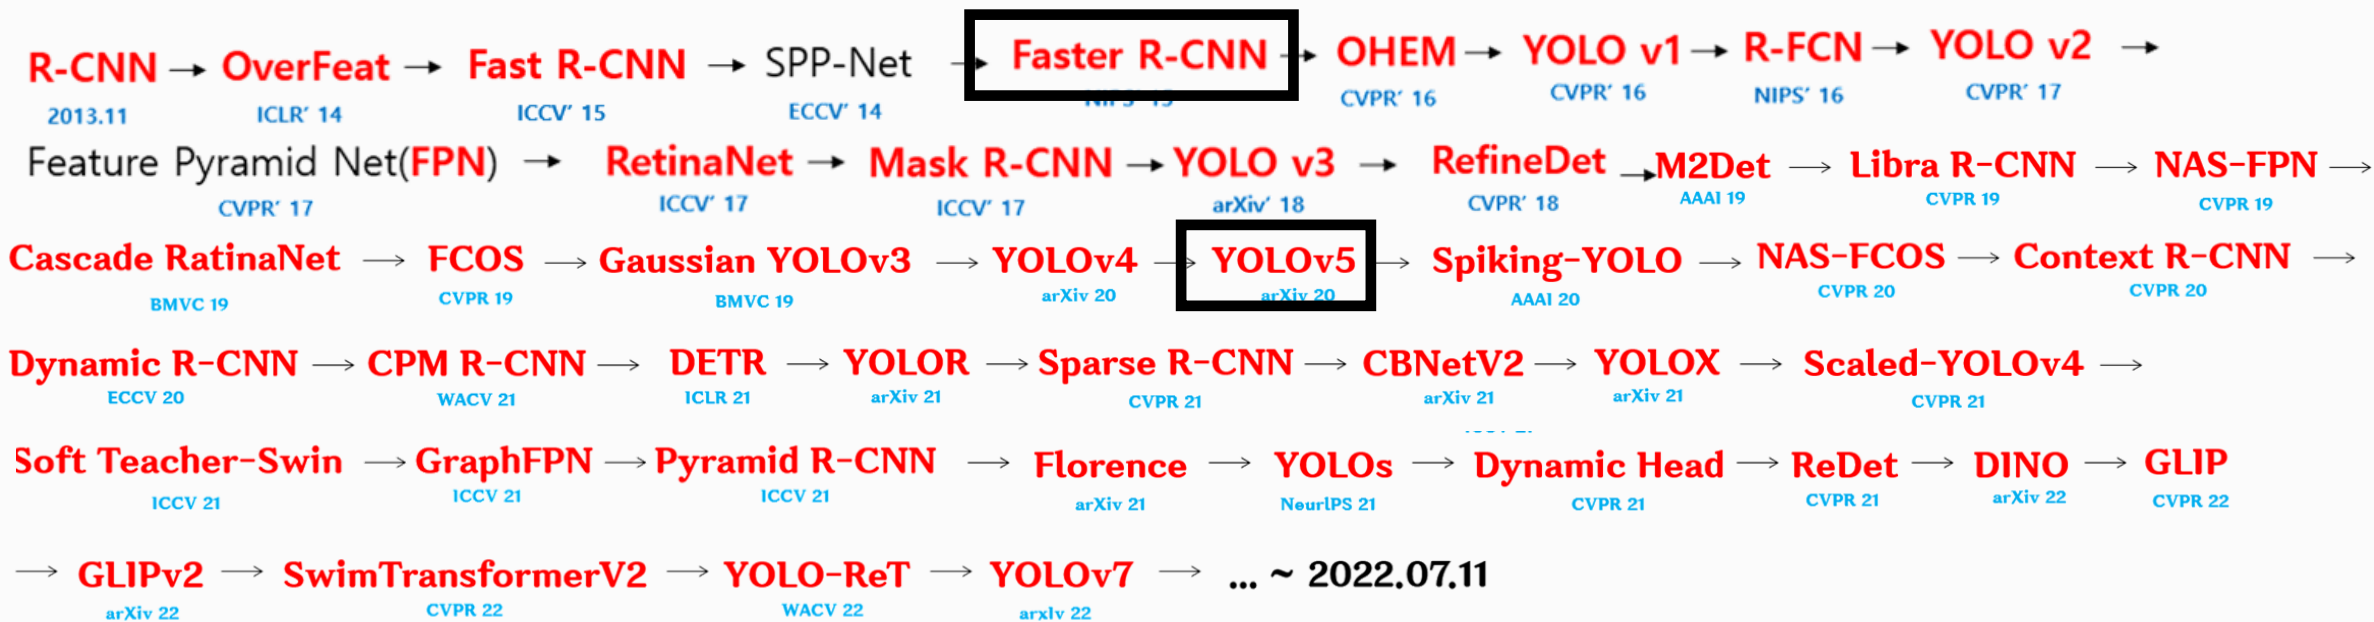 R-CNN → OverFeat → Fast R-CNN → SPP-Net → Faster R-CNN → OHEM → YOLO v1 → R-FCN → YOLO v2 →
2013.11 ICLR' 14 ICCV' 15 ECCV' 14 CVPR' 16 CVPR' 16 NIPS' 16 CVPR' 17
Feature Pyramid Net(FPN) → RetinaNet → Mask R-CNN → YOLO v3 → RefineDet → M2Det → Libra R-CNN → NAS-FPN →
CVPR' 17 ICCV' 17 ICCV' 17 arXiv' 18 CVPR' 18 AAAI 19 CVPR 19 CVPR 19
Cascade RatinaNet → FCOS → Gaussian YOLOv3 → YOLOv4 → YOLOv5 → Spiking-YOLO → NAS-FCOS → Context R-CNN →
BMVC 19 CVPR 19 BMVC 19 arXiv 20 arXiv 20 AAAI 20 CVPR 20 CVPR 20
Dynamic R-CNN → CPM R-CNN → DETR → YOLOR → Sparse R-CNN → CBNetV2 → YOLOX → Scaled-YOLOv4 →
ECCV 20 WACV 21 ICLR 21 arXiv 21 CVPR 21 arXiv 21 arXiv 21 CVPR 21
Soft Teacher-Swin → GraphFPN → Pyramid R-CNN → Florence → YOLOs → Dynamic Head → ReDet → DINO → GLIP
ICCV 21 ICCV 21 ICCV 21 arXiv 21 NeurlPS 21 CVPR 21 CVPR 21 arXiv 22 CVPR 22
→ GLIPv2 → SwimTransformerV2 → YOLO-ReT → YOLOv7 → ... ~ 2022.07.11
arXiv 22 CVPR 22 WACV 22 arxIv 22